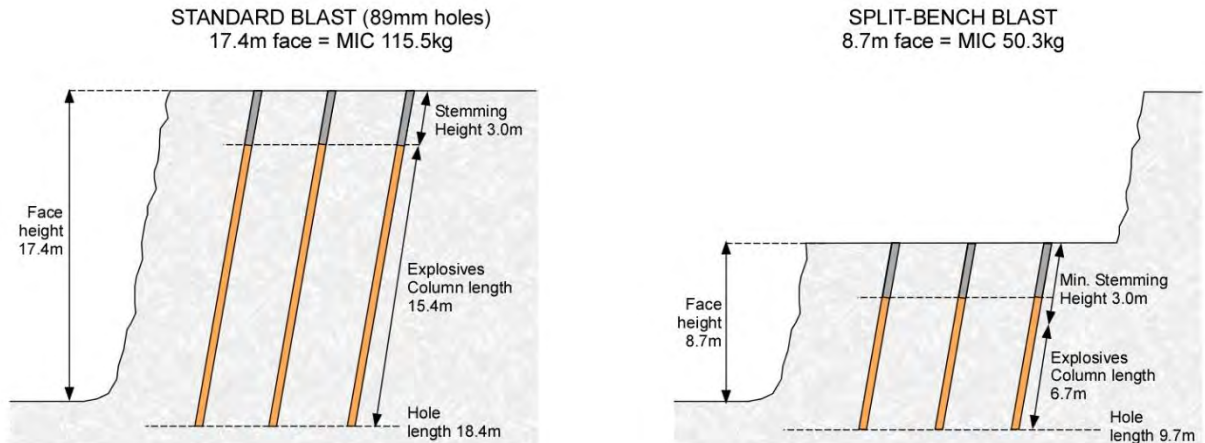 STANDARD BLAST (89mm holes)
17.4m face = MIC 115.5kg
Stemming
Height 3.0m
Face
height
17.4m
Explosives
Column length
15.4m
Hole
length 18.4m
SPLIT-BENCH BLAST
8.7m face = MIC 50.3kg
Min. Stemming
Height 3.0m
Face
height
8.7m
Explosives
Column length
6.7m
Hole
length 9.7m